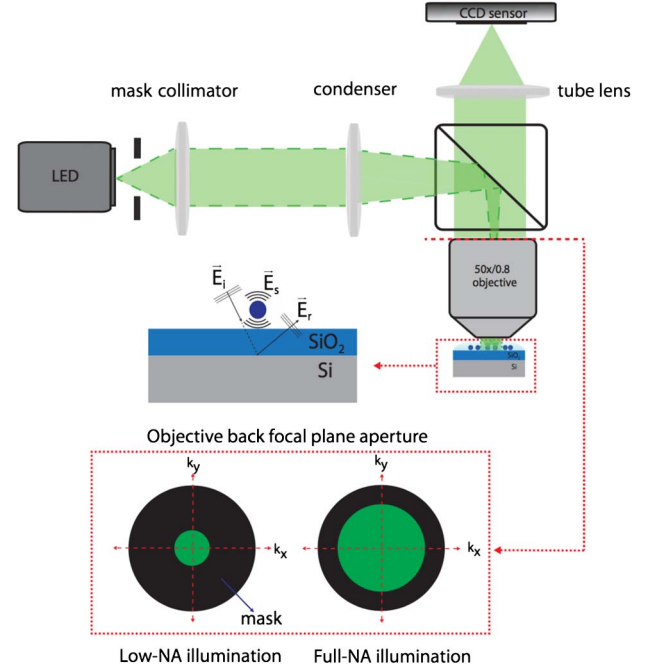 CCD sensor
mask collimator
condenser
tube lens
LED
50x/0.8
objective
E⃗i
E⃗s
E⃗r
SiO2
Si
SiO2
Si
Objective back focal plane aperture
ky
ky
kx
kx
mask
Low-NA illumination
Full-NA illumination